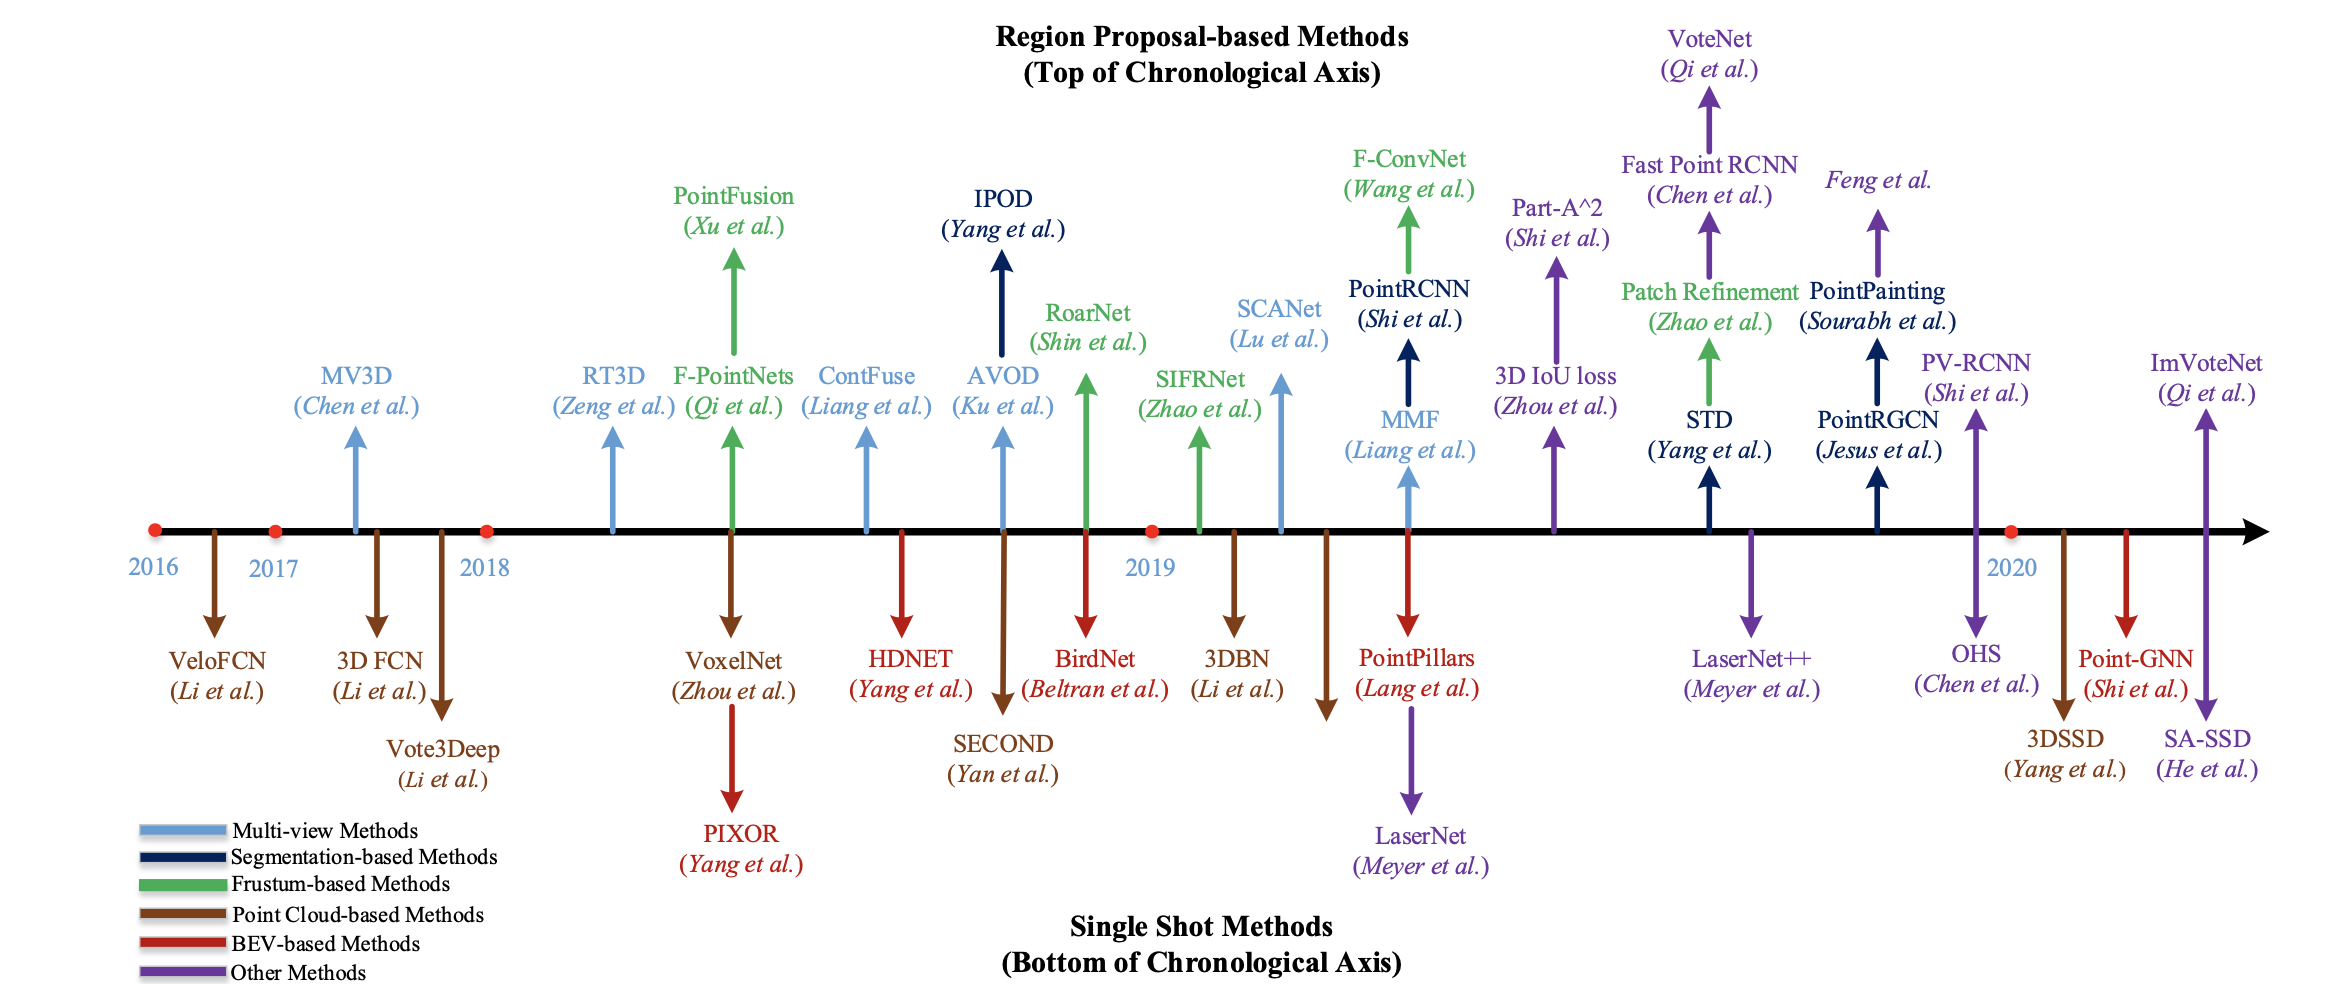 Region Proposal-based Methods
(Top of Chronological Axis)
VoteNet
(Qi et al.)
F-ConvNet
(Wang et al.)
Fast Point RCNN
(Chen et al.)
Feng et al.
PointFusion
(Xu et al.)
IPOD
(Yang et al.)
Part-A^2
(Shi et al.)
RoarNet
(Shin et al.)
SCANet
(Lu et al.)
PointRCNN
(Shi et al.)
Patch Refinement
(Zhao et al.)
PointPainting
(Sourabh et al.)
MV3D
(Chen et al.)
RT3D
(Zeng et al.)
F-PointNets
(Qi et al.)
ContFuse
(Liang et al.)
AVOD
(Ku et al.)
SIFRNet
(Zhao et al.)
MMF
(Liang et al.)
3D IoU loss
(Zhou et al.)
STD
(Yang et al.)
PointRGCN
(Jesus et al.)
PV-RCNN
(Shi et al.)
ImVoteNet
(Qi et al.)
2016
2017
2018
2019
2020
VeloFCN
(Li et al.)
3D FCN
(Li et al.)
Vote3Deep
(Li et al.)
VoxelNet
(Zhou et al.)
PIXOR
(Yang et al.)
HDNET
(Yang et al.)
SECOND
(Yan et al.)
BirdNet
(Beltran et al.)
3DBN
(Li et al.)
PointPillars
(Lang et al.)
LaserNet
(Meyer et al.)
LaserNet++
(Meyer et al.)
OHS
(Chen et al.)
3DSSD
(Yang et al.)
Point-GNN
(Shi et al.)
SA-SSD
(He et al.)
Multi-view Methods
Segmentation-based Methods
Frustum-based Methods
Point Cloud-based Methods
BEV-based Methods
Other Methods
Single Shot Methods
(Bottom of Chronological Axis)